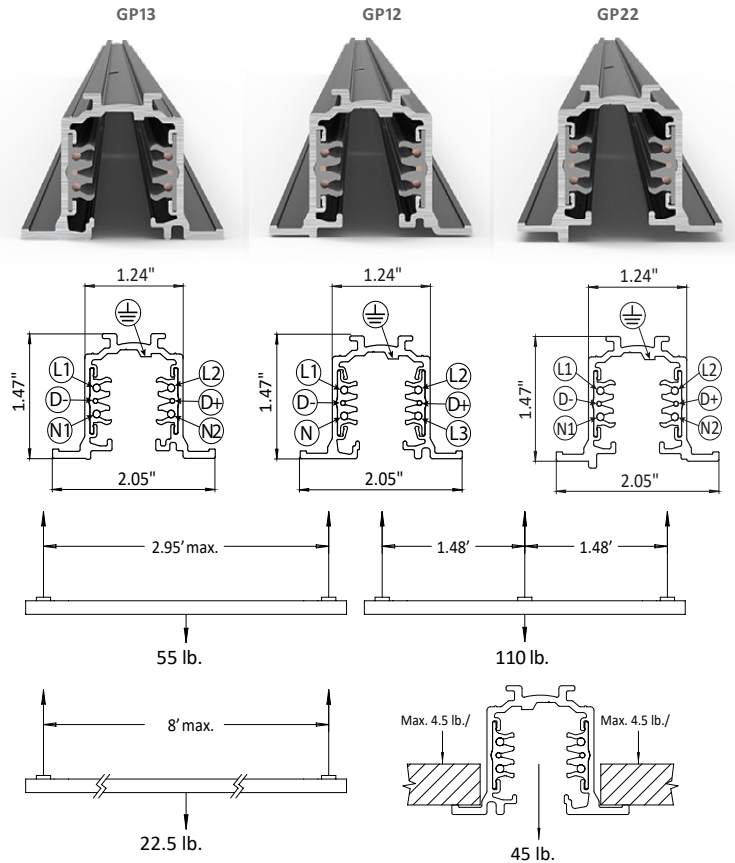 GP13 GP12 GP22
1.24" 1.24" 1.24"
1.47" 1.47" 1.47"
L1 L2 L1 L2 L1 L2
D- D+ D- D+ D- D+
N1 N2 N L3 N1 N2
2.05" 2.05" 2.05"
2.95’ max. 1.48’ 1.48’
55 lb. 110 lb.
8’ max. Max. 4.5 lb./ Max. 4.5 lb./
22.5 lb. 45 lb.